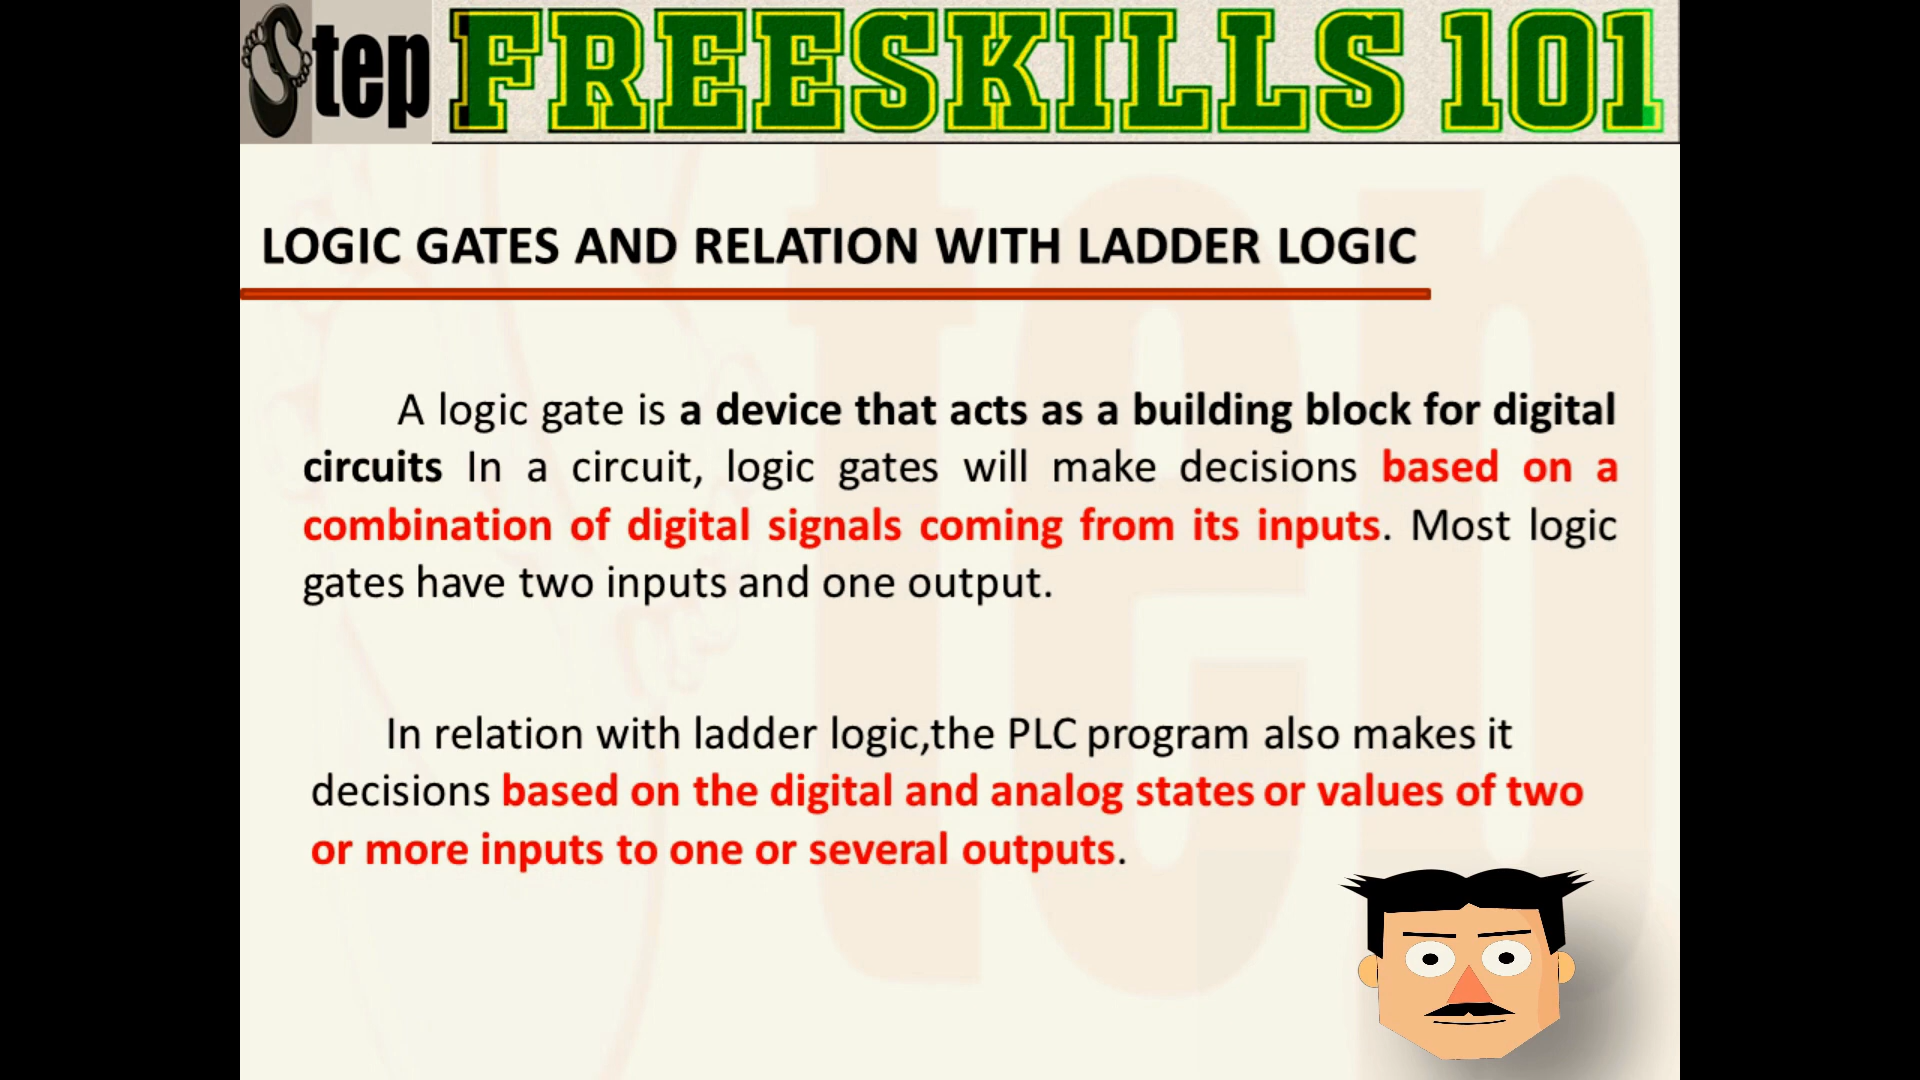 Step FREESKILLS 101
LOGIC GATES AND RELATION WITH LADDER LOGIC
A logic gate is a device that acts as a building block for digital
circuits In a circuit, logic gates will make decisions based on a
combination of digital signals coming from its inputs. Most logic
gates have two inputs and one output.
In relation with ladder logic,the PLC program also makes it
decisions based on the digital and analog states or values of two
or more inputs to one or several outputs.